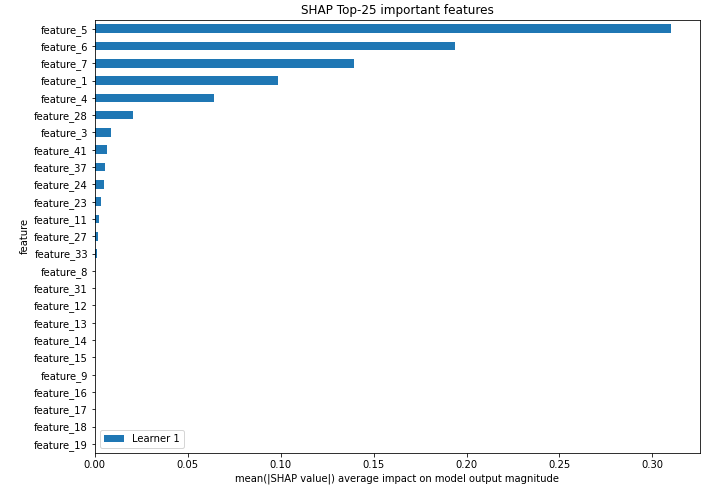 SHAP Top-25 important features
feature_5
feature_6
feature_7
feature_1
feature_4
feature_28
feature_3
feature_41
feature_37
feature_24
feature_23
feature_11
feature_27
feature_33
feature_8
feature_31
feature_12
feature_13
feature_14
feature_15
feature_9
feature_16
feature_17
feature_18
feature_19
feature
Learner 1
0.00 0.05 0.10 0.15 0.20 0.25 0.30
mean(|SHAP value|) average impact on model output magnitude